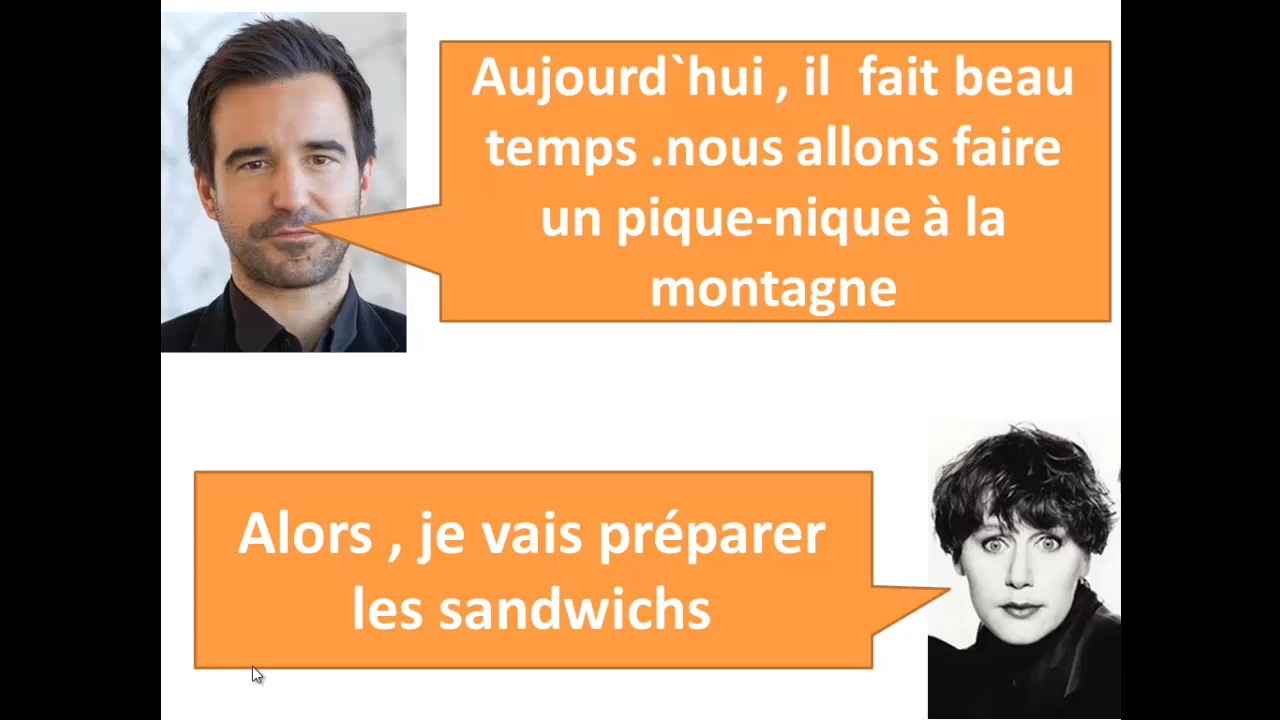 Aujourd`hui , il  fait beau
temps .nous allons faire
un pique-nique à la
montagne
Alors , je vais préparer
les sandwichs